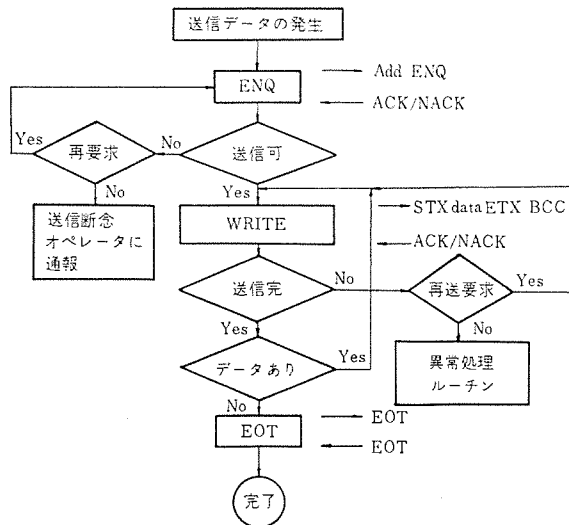 送信データの発生
ENQ
Add ENQ
ACK/NACK
Yes
再要求
No
送信可
No
Yes
送信断念
オペレータに
通報
WRITE
STX data ETX BCC
ACK/NACK
送信完
No
再送要求
Yes
Yes
No
データあり
Yes
異常処理
ルーチン
No
EOT
EOT
EOT
完了